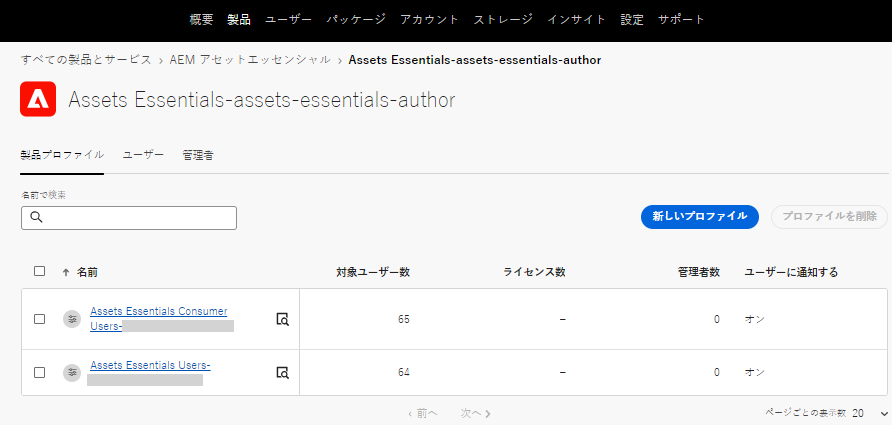 概要 製品 ユーザー パッケージ アカウント ストレージ インサイト 設定 サポート
すべての製品とサービス › AEM アセットエッセンシャル › Assets Essentials-assets-essentials-author
Assets Essentials-assets-essentials-author
製品プロファイル ユーザー 管理者
名前で検索
新しいプロファイル プロファイルを削除
↑ 名前 対象ユーザー数 ライセンス数 管理者数 ユーザーに通知する
Assets Essentials Consumer
Users- 65 – 0 オン
Assets Essentials Users- 64 – 0 オン
‹ 前へ 次へ › ページごとの表示数 20